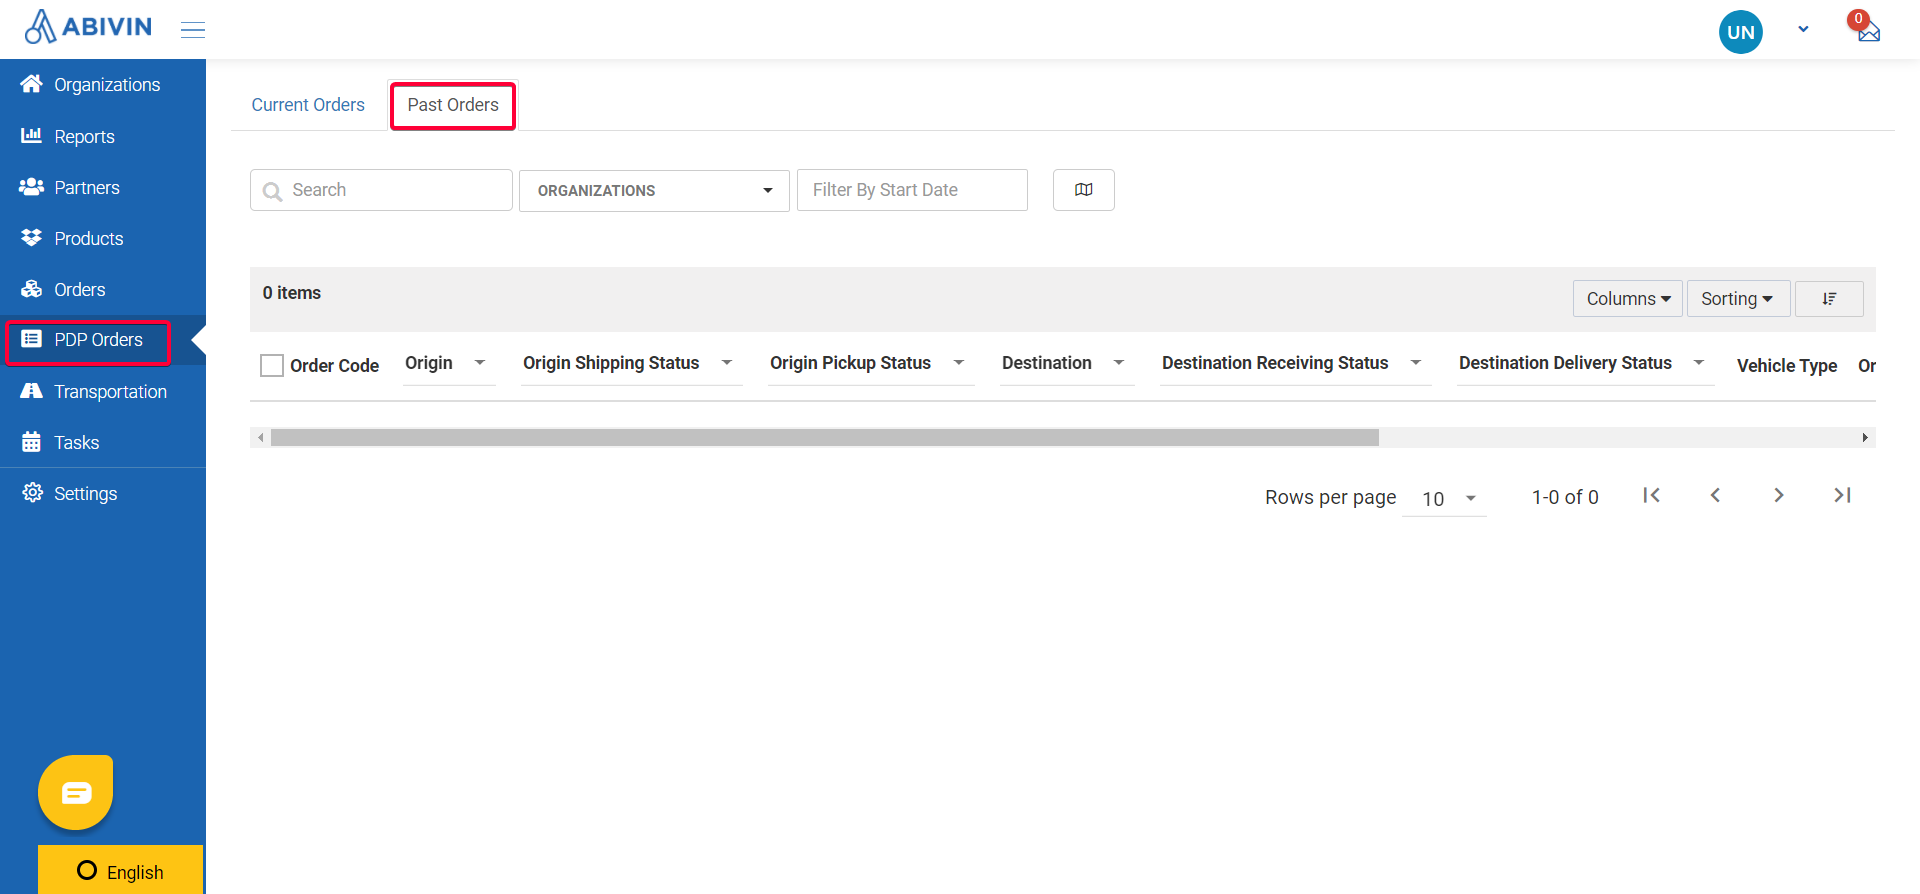 ABIVIN
UN
0
Organizations
Reports
Partners
Products
Orders
PDP Orders
Transportation
Tasks
Settings
English
Current Orders
Past Orders
Search
ORGANIZATIONS
Filter By Start Date
0 items
Columns
Sorting
Order Code
Origin
Origin Shipping Status
Origin Pickup Status
Destination
Destination Receiving Status
Destination Delivery Status
Vehicle Type
Or
Rows per page
10
1-0 of 0